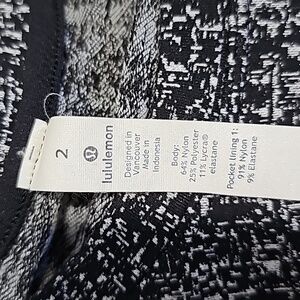 2
lululemon
Designed in
Vancouver
Made in
Indonesia
Body:
64% Nylon
25% Polyester
11% Lycra®
elastane
Pocket lining 1:
91% Nylon
9% Elastane